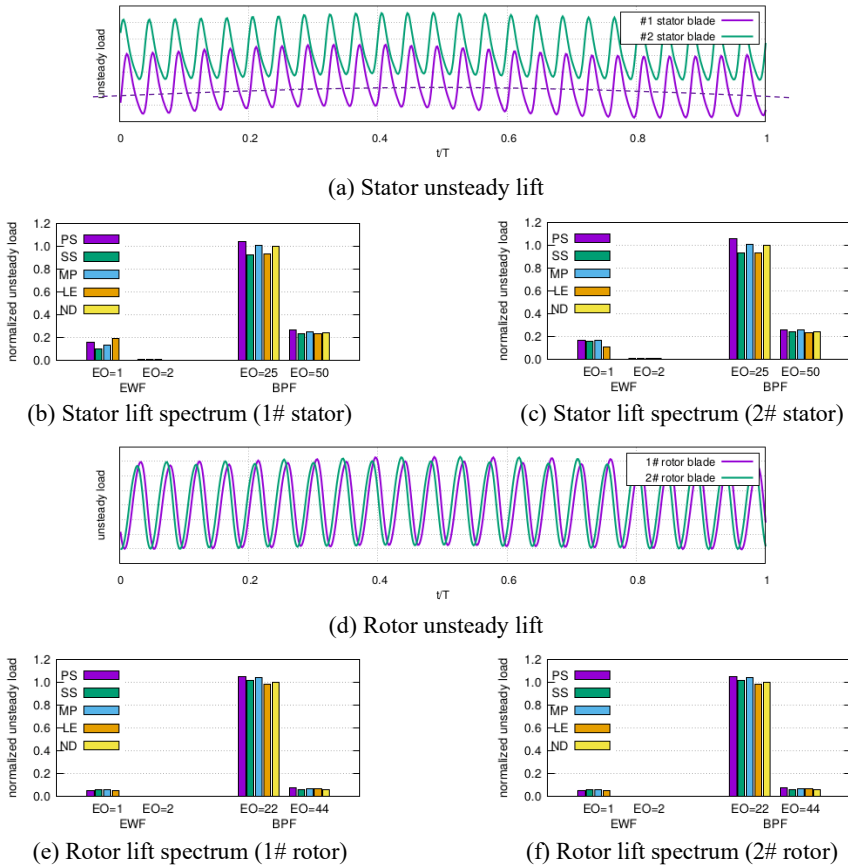 unsteady load
#1 stator blade
#2 stator blade
0 0.2 0.4 0.6 0.8 1
t/T
(a) Stator unsteady lift
normalized unsteady load
1.2
1.0
0.8
0.6
0.4
0.2
0.0
PS
SS
MP
LE
ND
EO=1 EO=2 EO=25 EO=50
EWF BPF
(b) Stator lift spectrum (1# stator)
normalized unsteady load
1.2
1.0
0.8
0.6
0.4
0.2
0.0
PS
SS
MP
LE
ND
EO=1 EO=2 EO=25 EO=50
EWF BPF
(c) Stator lift spectrum (2# stator)
unsteady load
1# rotor blade
2# rotor blade
0 0.2 0.4 0.6 0.8 1
t/T
(d) Rotor unsteady lift
normalized unsteady load
1.2
1.0
0.8
0.6
0.4
0.2
0.0
PS
SS
MP
LE
ND
EO=1 EO=2 EO=22 EO=44
EWF BPF
(e) Rotor lift spectrum (1# rotor)
normalized unsteady load
1.2
1.0
0.8
0.6
0.4
0.2
0.0
PS
SS
MP
LE
ND
EO=1 EO=2 EO=22 EO=44
EWF BPF
(f) Rotor lift spectrum (2# rotor)